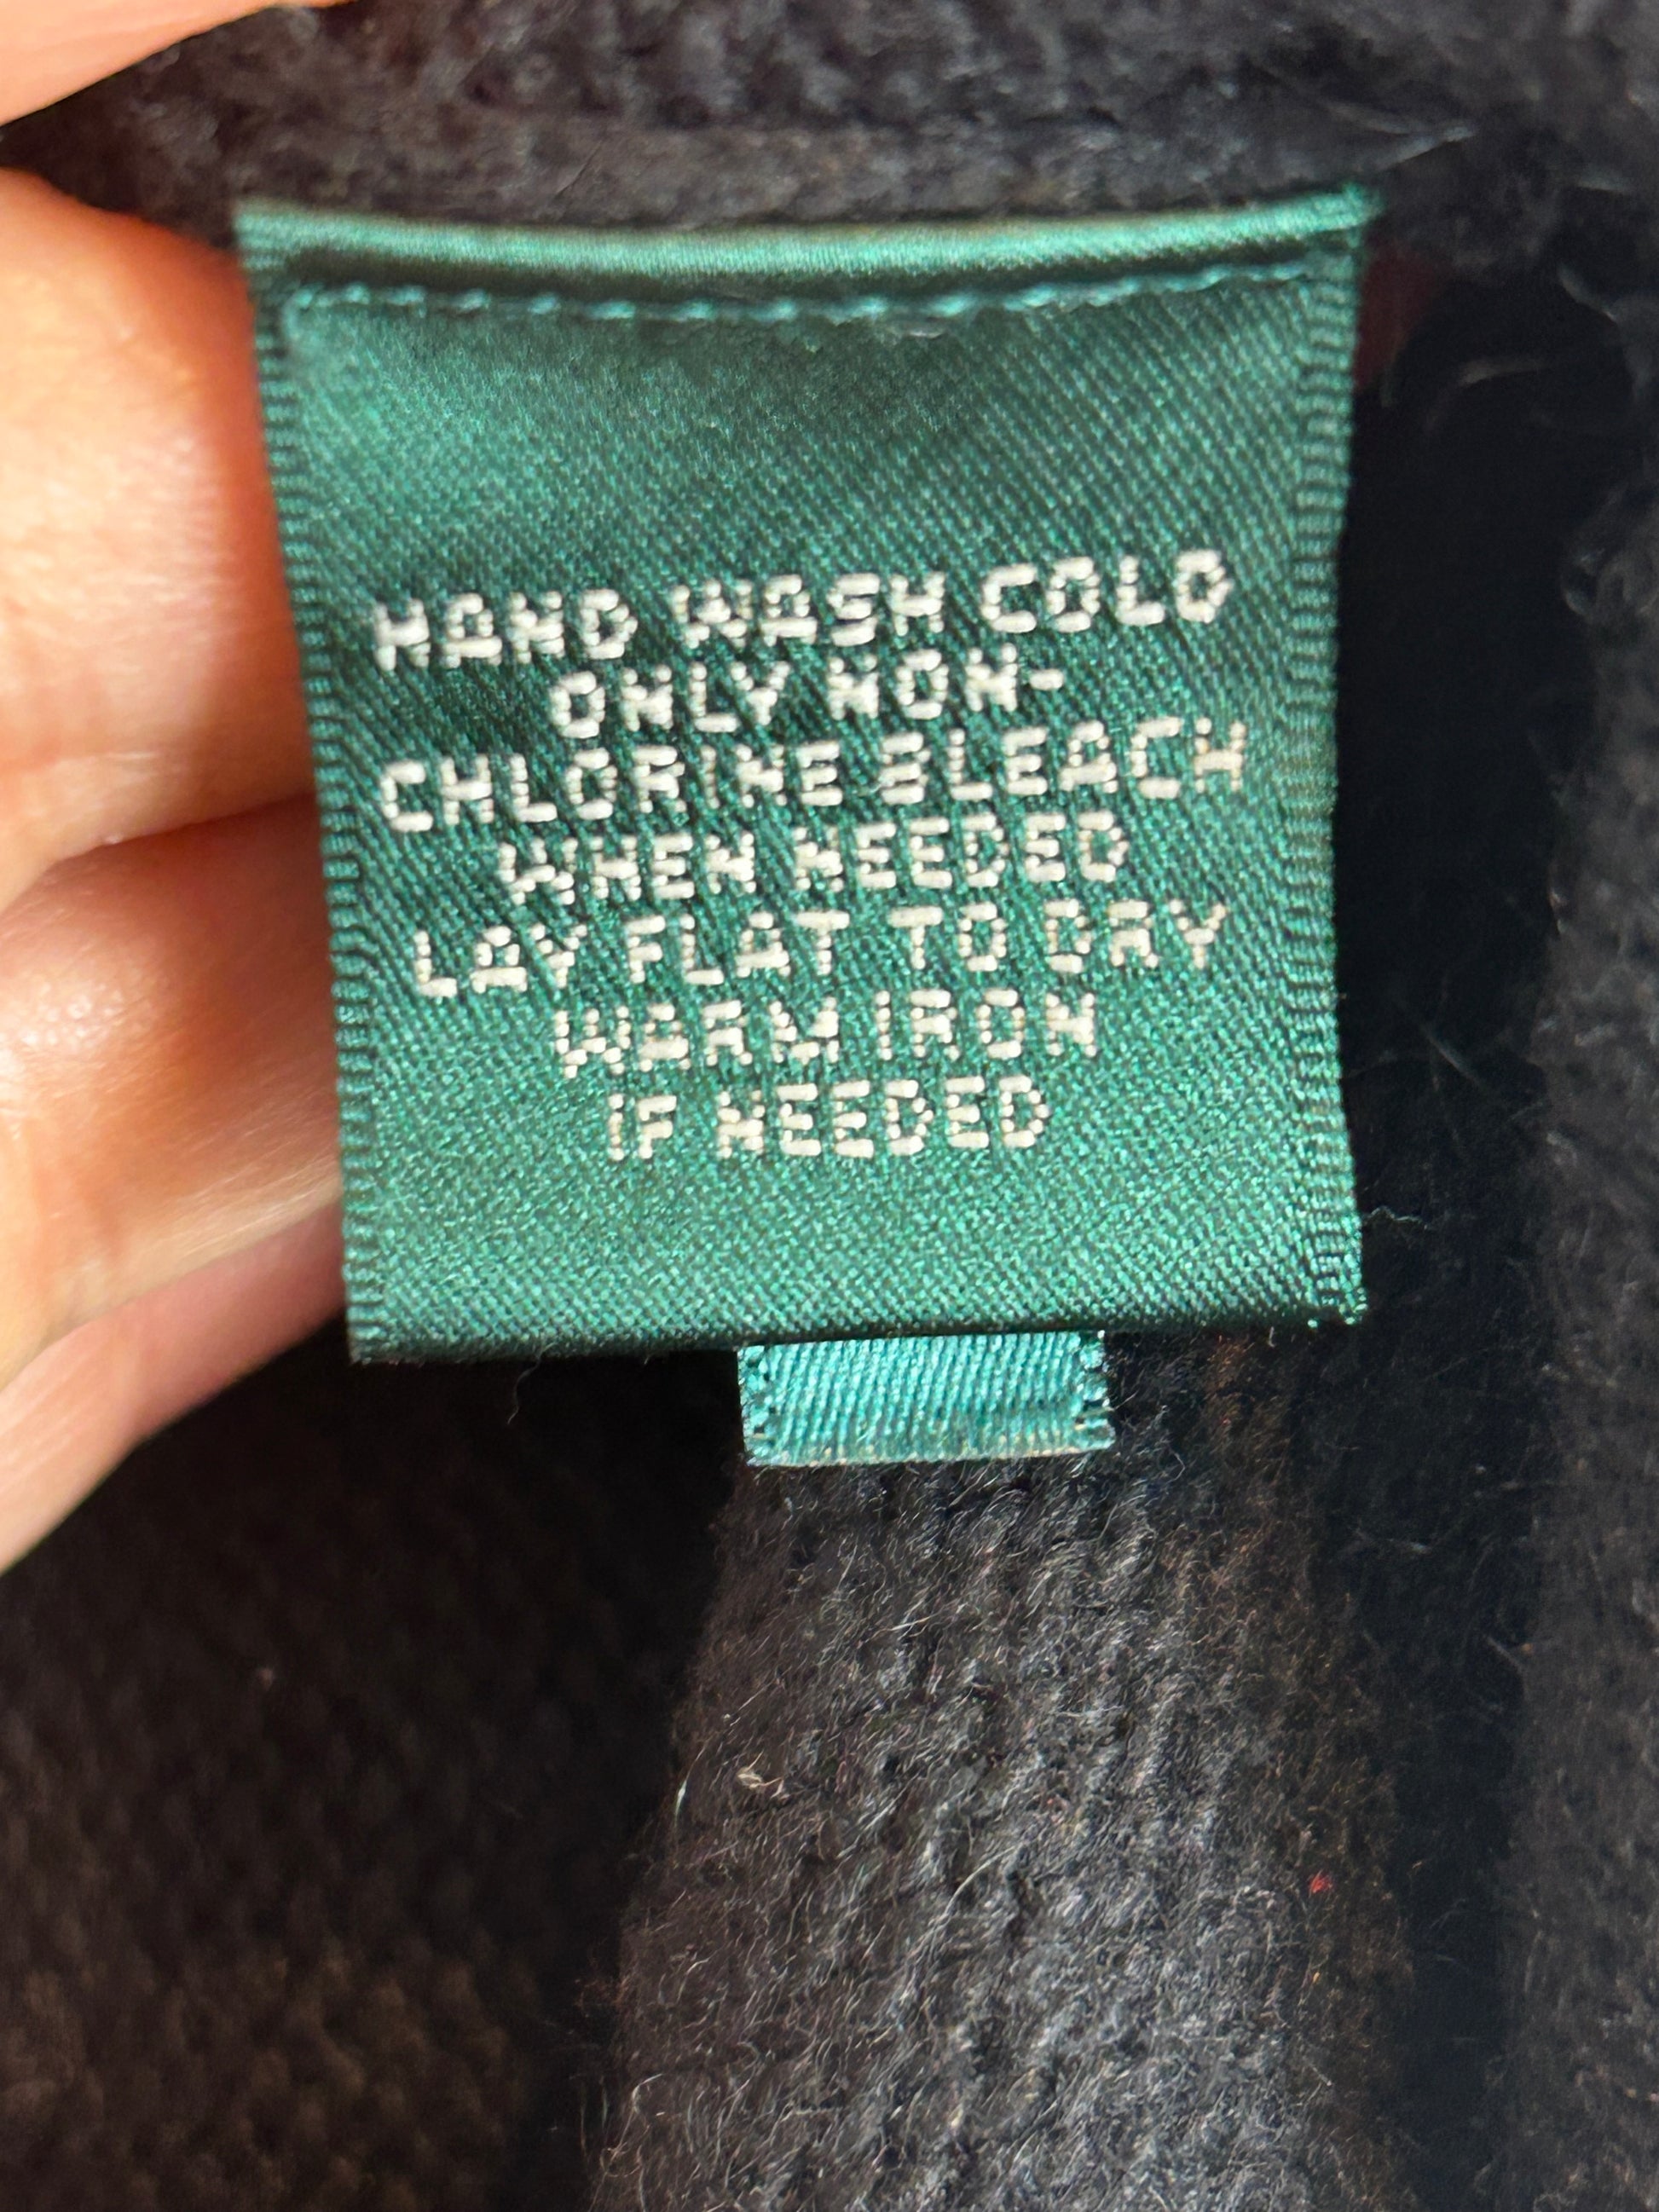 HAND WASH COLD
ONLY NON-
CHLORINE BLEACH
WHEN NEEDED
LAY FLAT TO DRY
WARM IRON
IF NEEDED